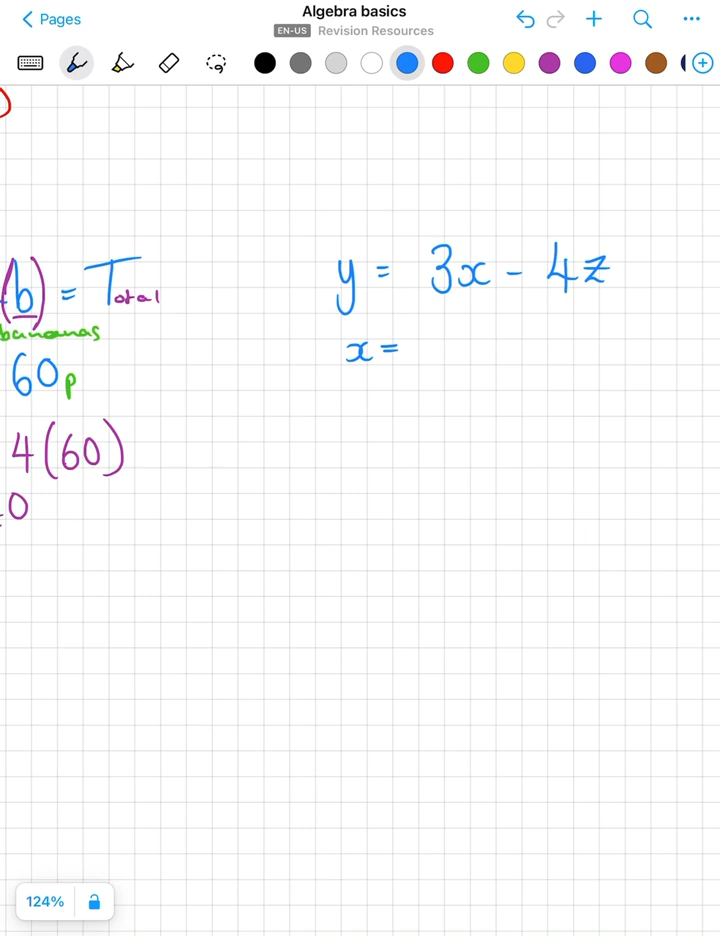 Pages
Algebra basics
EN-US Revision Resources
(b) = Total
bananas
60p
4(60)
0
y = 3x - 4z
x =
124%